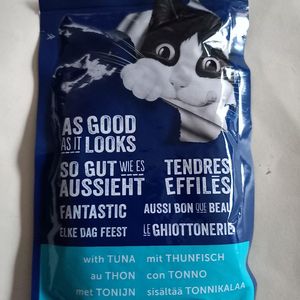 AS GOOD
AS IT LOOKS
SO GUT WIE ES
AUSSIEHT
TENDRES
EFFILÉS
FANTASTIC
ELKE DAG FEEST
AUSSI BON QUE BEAU
LE GHIOTTONERIE
with TUNA
mit THUNFISCH
au THON
con TONNO
met TONIJN
sisältää TONNIKALAA